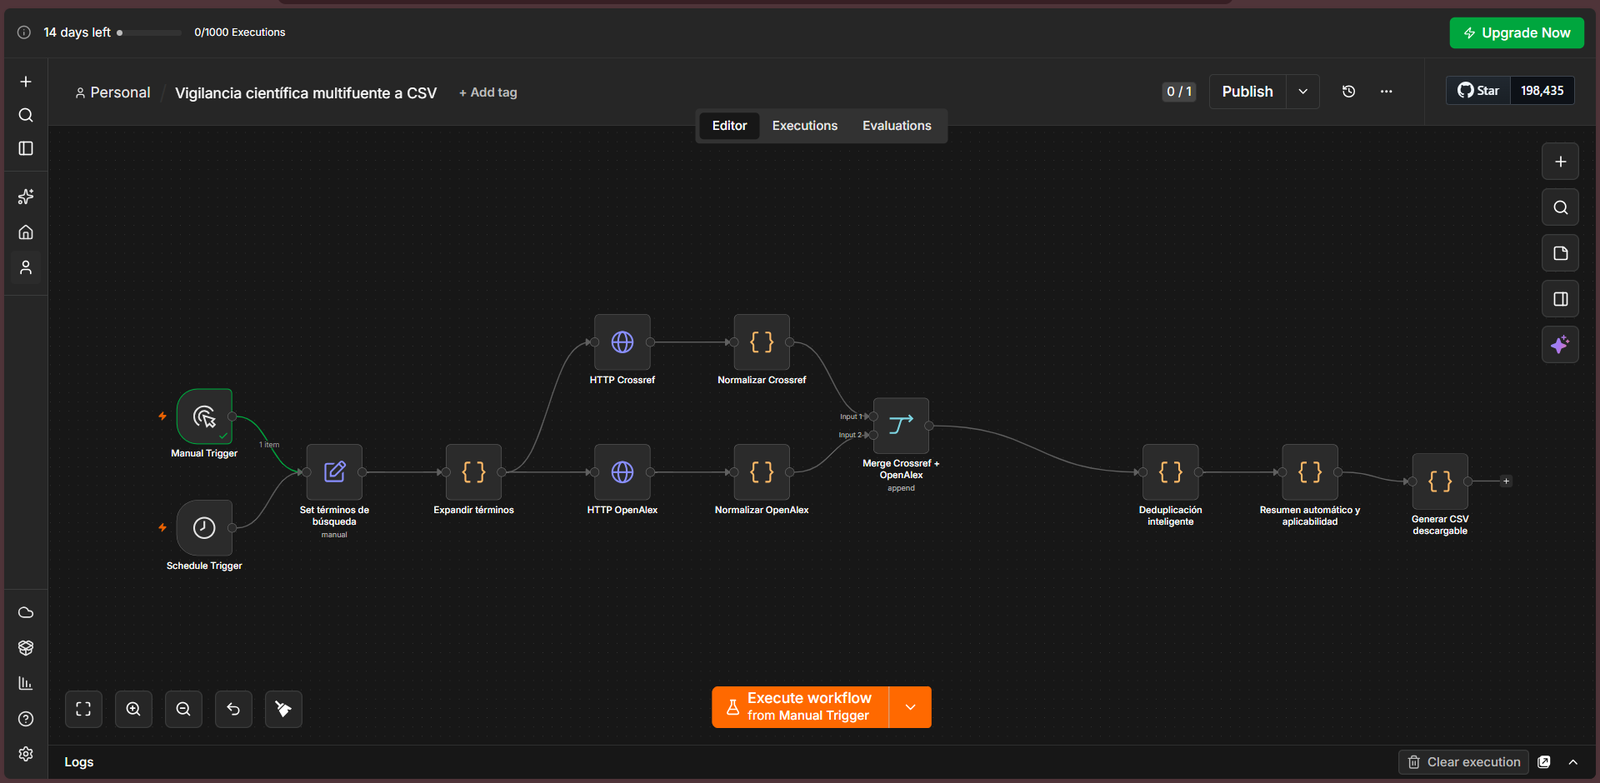 14 days left
0/1000 Executions
Upgrade Now
Personal / Vigilancia científica multifuente a CSV + Add tag
0 / 1
Publish
Star 198,435
Editor
Executions
Evaluations
HTTP Crossref
Normalizar Crossref
Manual Trigger
1 item
Schedule Trigger
Set términos de
búsqueda
manual
Expandir términos
HTTP OpenAlex
Normalizar OpenAlex
Input 1
Input 2
Merge Crossref +
OpenAlex
append
Deduplicación
inteligente
Resumen automático y
aplicabilidad
Generar CSV
descargable
Execute workflow
from Manual Trigger
Logs
Clear execution